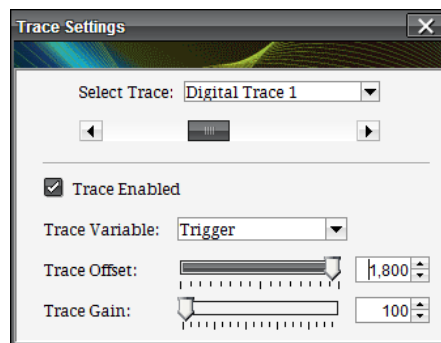 Trace Settings
Select Trace: Digital Trace 1
Trace Enabled
Trace Variable: Trigger
Trace Offset: 1,800
Trace Gain: 100